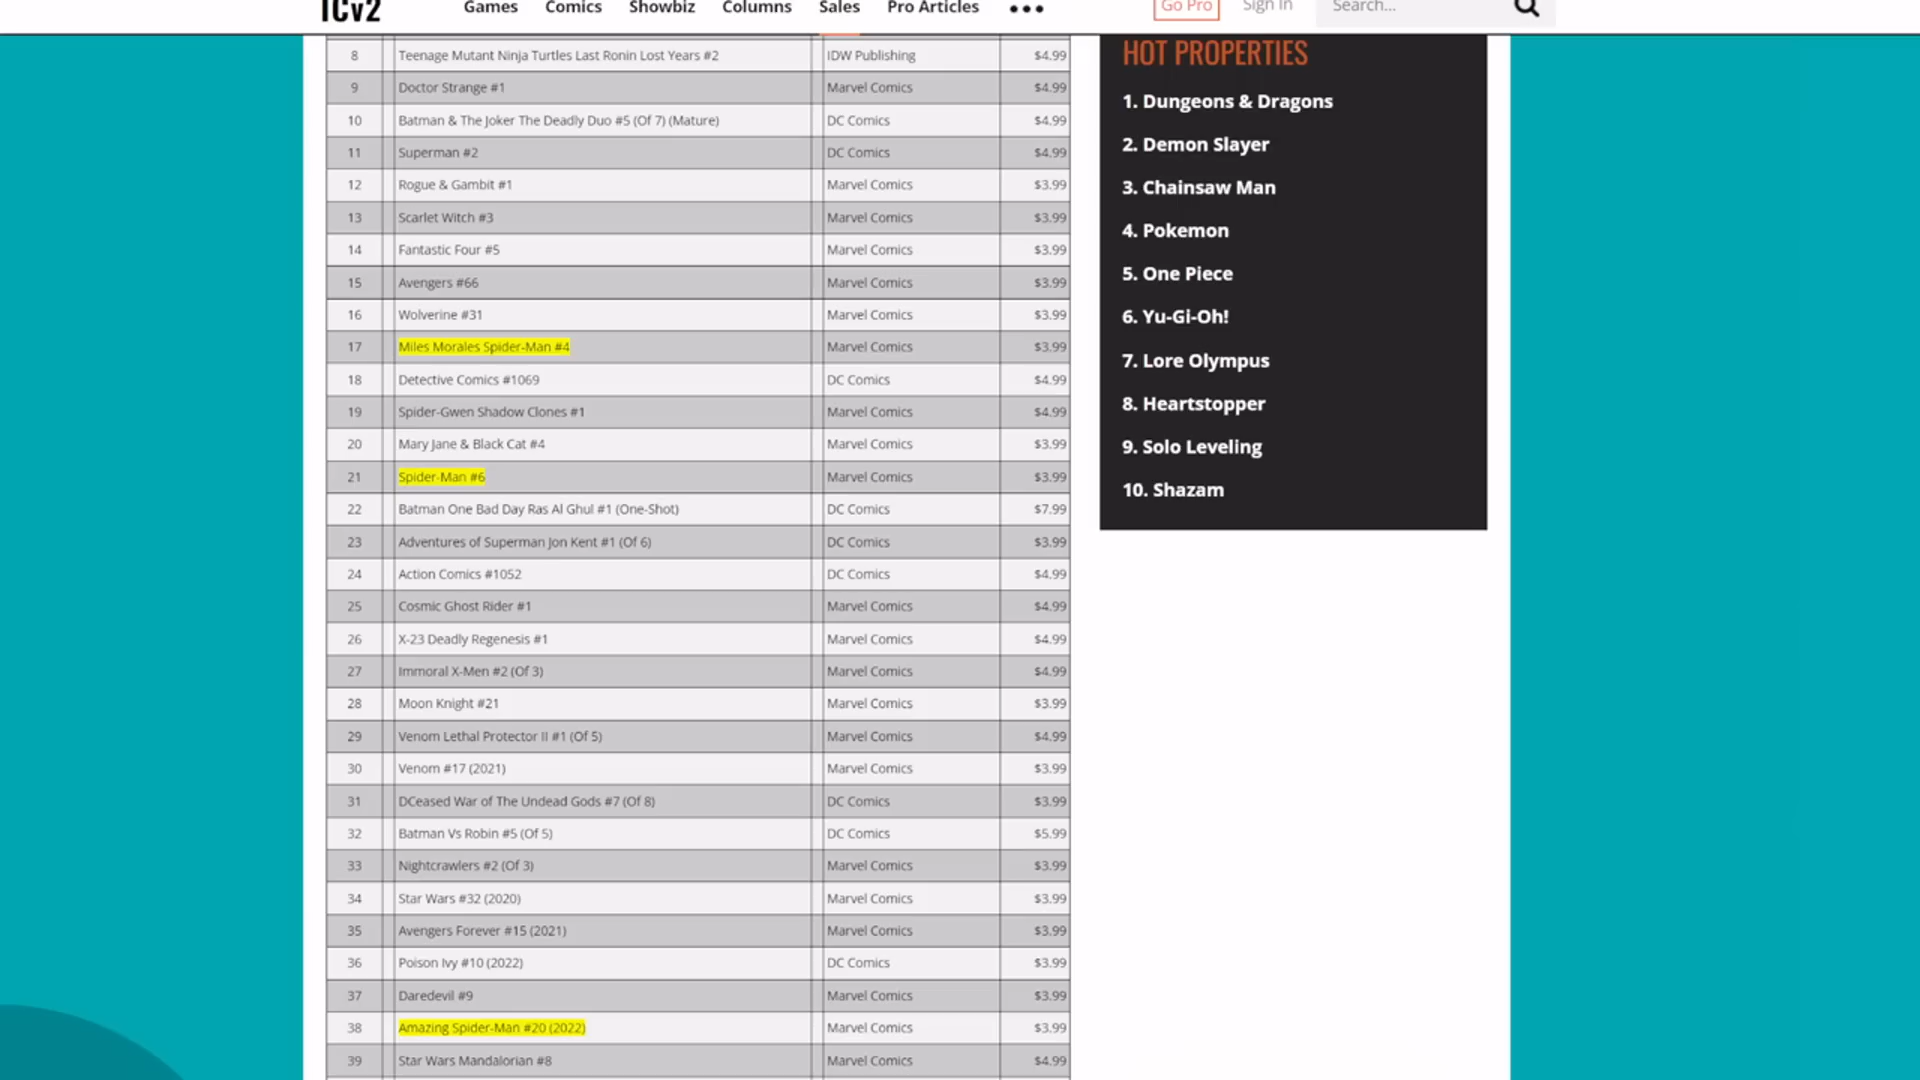 ICv2 Games Comics Showbiz Columns Sales Pro Articles ••• Go Pro Sign In Search...
8 Teenage Mutant Ninja Turtles Last Ronin Lost Years #2 IDW Publishing $4.99
9 Doctor Strange #1 Marvel Comics $4.99
10 Batman & The Joker The Deadly Duo #5 (Of 7) (Mature) DC Comics $4.99
11 Superman #2 DC Comics $4.99
12 Rogue & Gambit #1 Marvel Comics $3.99
13 Scarlet Witch #3 Marvel Comics $3.99
14 Fantastic Four #5 Marvel Comics $3.99
15 Avengers #66 Marvel Comics $3.99
16 Wolverine #31 Marvel Comics $3.99
17 Miles Morales Spider-Man #4 Marvel Comics $3.99
18 Detective Comics #1069 DC Comics $4.99
19 Spider-Gwen Shadow Clones #1 Marvel Comics $4.99
20 Mary Jane & Black Cat #4 Marvel Comics $3.99
21 Spider-Man #6 Marvel Comics $3.99
22 Batman One Bad Day Ras Al Ghul #1 (One-Shot) DC Comics $7.99
23 Adventures of Superman Jon Kent #1 (Of 6) DC Comics $3.99
24 Action Comics #1052 DC Comics $4.99
25 Cosmic Ghost Rider #1 Marvel Comics $4.99
26 X-23 Deadly Regenesis #1 Marvel Comics $4.99
27 Immoral X-Men #2 (Of 3) Marvel Comics $4.99
28 Moon Knight #21 Marvel Comics $3.99
29 Venom Lethal Protector II #1 (Of 5) Marvel Comics $4.99
30 Venom #17 (2021) Marvel Comics $3.99
31 DCeased War of The Undead Gods #7 (Of 8) DC Comics $3.99
32 Batman Vs Robin #5 (Of 5) DC Comics $5.99
33 Nightcrawlers #2 (Of 3) Marvel Comics $3.99
34 Star Wars #32 (2020) Marvel Comics $3.99
35 Avengers Forever #15 (2021) Marvel Comics $3.99
36 Poison Ivy #10 (2022) DC Comics $3.99
37 Daredevil #9 Marvel Comics $3.99
38 Amazing Spider-Man #20 (2022) Marvel Comics $3.99
39 Star Wars Mandalorian #8 Marvel Comics $4.99
HOT PROPERTIES
1. Dungeons & Dragons
2. Demon Slayer
3. Chainsaw Man
4. Pokemon
5. One Piece
6. Yu-Gi-Oh!
7. Lore Olympus
8. Heartstopper
9. Solo Leveling
10. Shazam